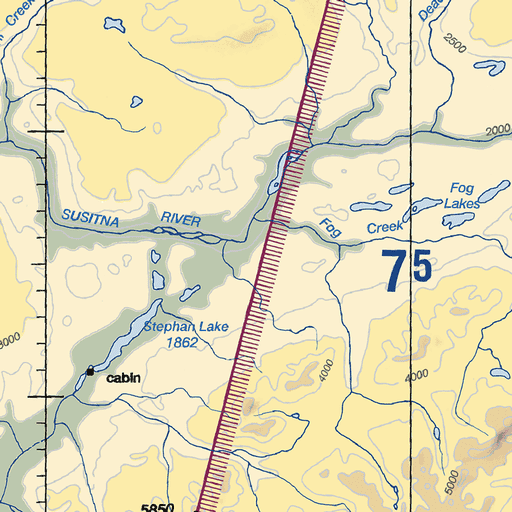 Creek
Dead
2500
2000
SUSITNA RIVER
Fog Creek
Fog
Lakes
75
Stephan Lake
1862
3000
cabin
4000
4000
5000
5850